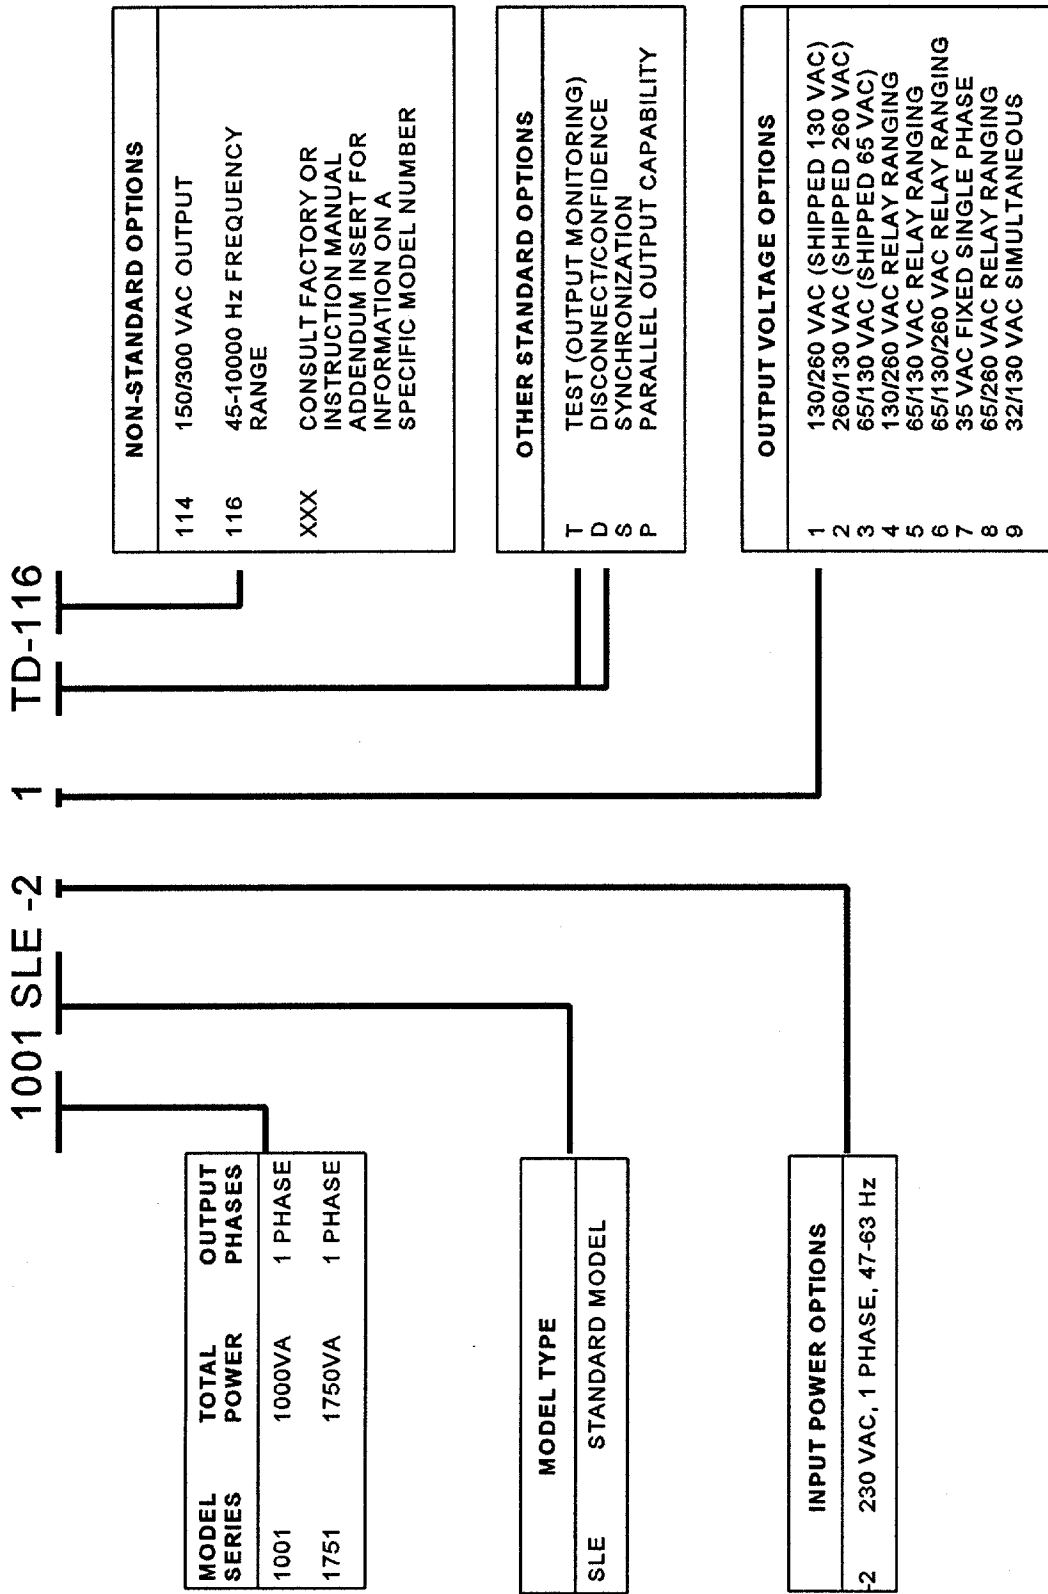 1001 SLE -2 1 TD-116
MODEL SERIES TOTAL POWER OUTPUT PHASES
1001 1000VA 1 PHASE
1751 1750VA 1 PHASE
MODEL TYPE
SLE STANDARD MODEL
INPUT POWER OPTIONS
-2 230 VAC, 1 PHASE, 47-63 Hz
NON-STANDARD OPTIONS
114 150/300 VAC OUTPUT
116 45-10000 Hz FREQUENCY
RANGE
XXX CONSULT FACTORY OR
INSTRUCTION MANUAL
ADDENDUM INSERT FOR
INFORMATION ON A
SPECIFIC MODEL NUMBER
OTHER STANDARD OPTIONS
T TEST (OUTPUT MONITORING)
D DISCONNECT/CONFIDENCE
S SYNCHRONIZATION
P PARALLEL OUTPUT CAPABILITY
OUTPUT VOLTAGE OPTIONS
1 130/260 VAC (SHIPPED 130 VAC)
2 260/130 VAC (SHIPPED 260 VAC)
3 65/130 VAC (SHIPPED 65 VAC)
4 130/260 VAC RELAY RANGING
5 65/130 VAC RELAY RANGING
6 65/130/260 VAC RELAY RANGING
7 35 VAC FIXED SINGLE PHASE
8 65/260 VAC RELAY RANGING
9 32/130 VAC SIMULTANEOUS